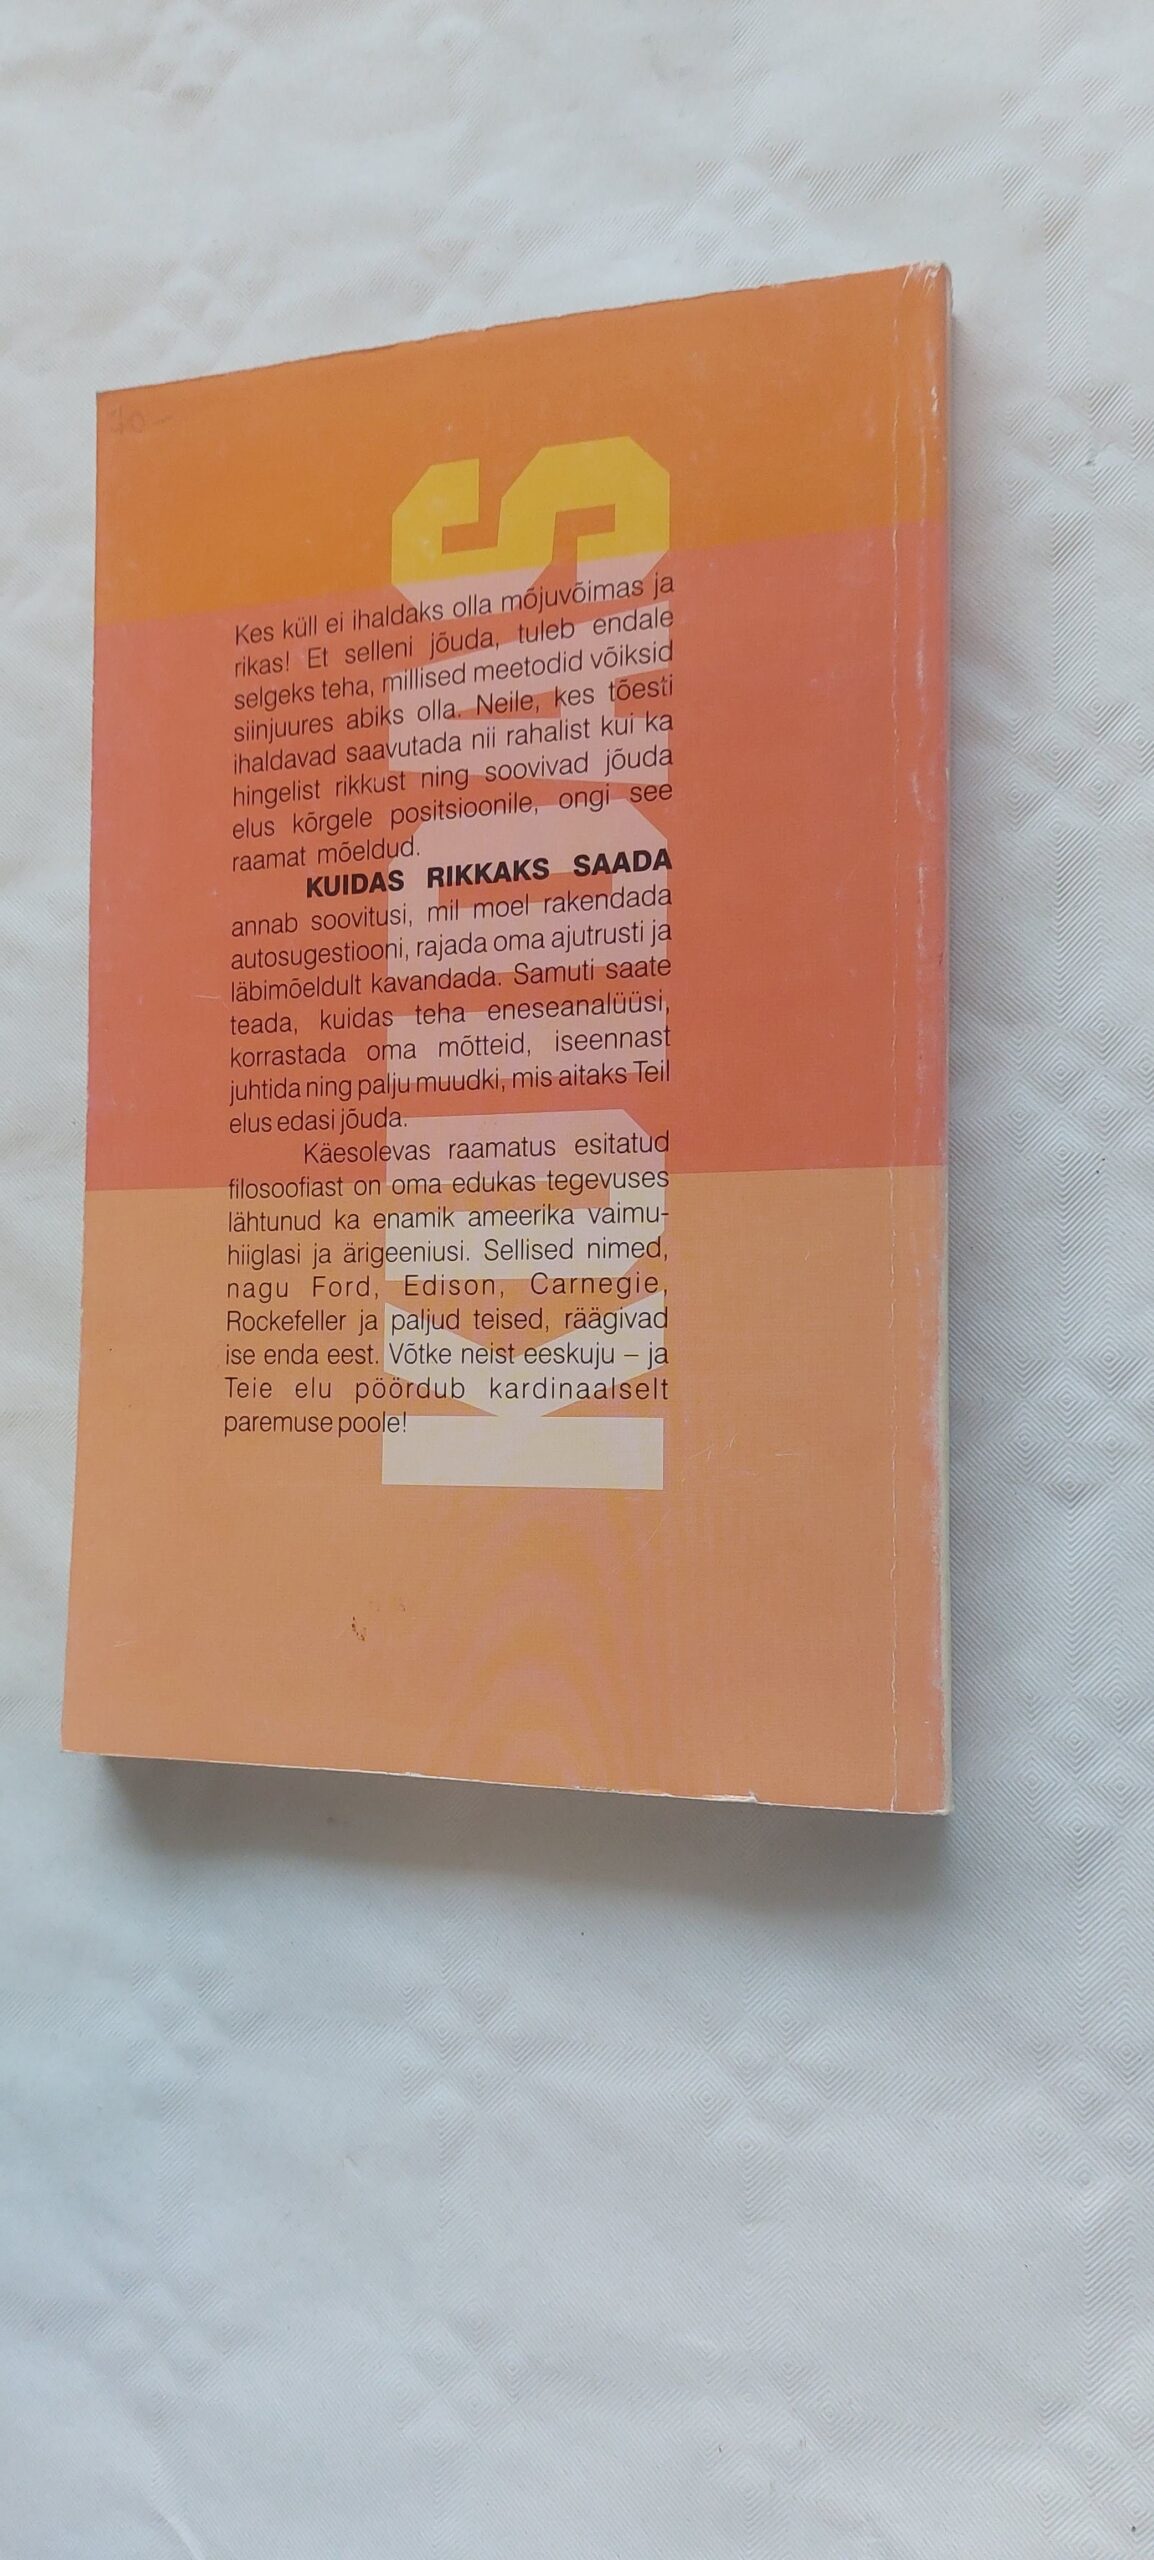 Kes küll ei ihaldaks olla mõjuvõimas ja
rikas! Et selleni jõuda, tuleb endale
selgeks teha, millised meetodid võiksid
siinjuures abiks olla. Neile, kes tõesti
ihaldavad saavutada nii rahalist kui ka
hingelist rikkust ning soovivad jõuda
elus kõrgele positsioonile, ongi see
raamat mõeldud.
KUIDAS RIKKAKS SAADA
annab soovitusi, mil moel rakendada
autosugestiooni, rajada oma ajutrusti ja
läbimõeldult kavandada. Samuti saate
teada, kuidas teha eneseanalüüsi,
korrastada oma mõtteid, iseennast
juhtida ning palju muudki, mis aitaks Teil
elus edasi jõuda.
Käesolevas raamatus esitatud
filosoofiast on oma edukas tegevuses
lähtunud ka enamik ameerika vaimu-
hiiglasi ja ärigeeniusi. Sellised nimed,
nagu Ford, Edison, Carnegie,
Rockefeller ja paljud teised, räägivad
ise enda eest. Võtke neist eeskuju – ja
Teie elu pöördub kardinaalselt
paremuse poole!
KUIDAS